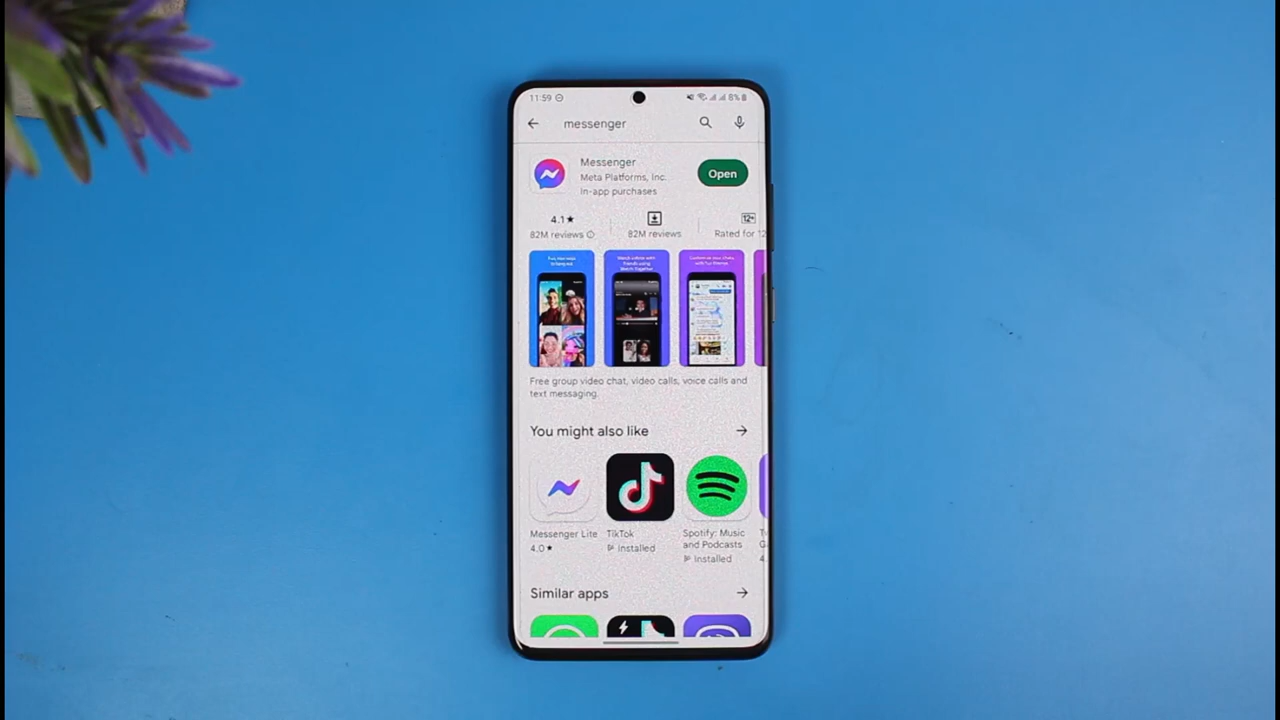 11:59 8%
messenger
Messenger
Meta Platforms, Inc.
In-app purchases
Open
4.1★
82M reviews
82M reviews
12+
Rated for 12
Free group video chat, video calls, voice calls and
text messaging.
You might also like
Messenger Lite
4.0★
TikTok
Installed
Spotify: Music
and Podcasts
Installed
Similar apps